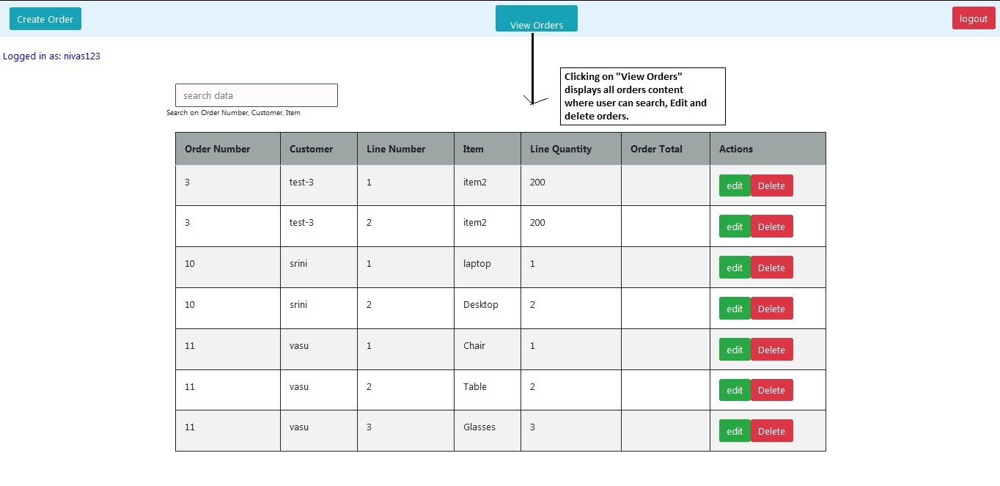 Create Order View Orders logout
Logged in as: nivas123
Clicking on "View Orders"
displays all orders content
where user can search, Edit and
delete orders.
search data
Search on Order Number, Customer, Item
Order Number Customer Line Number Item Line Quantity Order Total Actions
3 test-3 1 item2 200 edit Delete
3 test-3 2 item2 200 edit Delete
10 srini 1 laptop 1 edit Delete
10 srini 2 Desktop 2 edit Delete
11 vasu 1 Chair 1 edit Delete
11 vasu 2 Table 2 edit Delete
11 vasu 3 Glasses 3 edit Delete